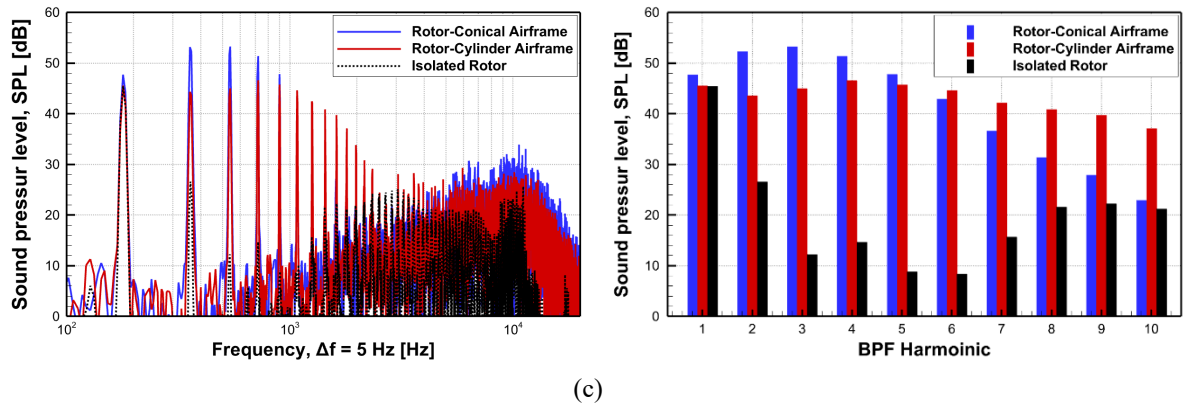 Sound pressure level, SPL [dB]
60
50
40
30
20
10
0
Rotor-Conical Airframe
Rotor-Cylinder Airframe
Isolated Rotor
10²
10³
10⁴
Frequency, Δf = 5 Hz [Hz]
Sound pressur level, SPL [dB]
60
50
40
30
20
10
0
Rotor-Conical Airframe
Rotor-Cylinder Airframe
Isolated Rotor
1 2 3 4 5 6 7 8 9 10
BPF Harmoinic
(c)